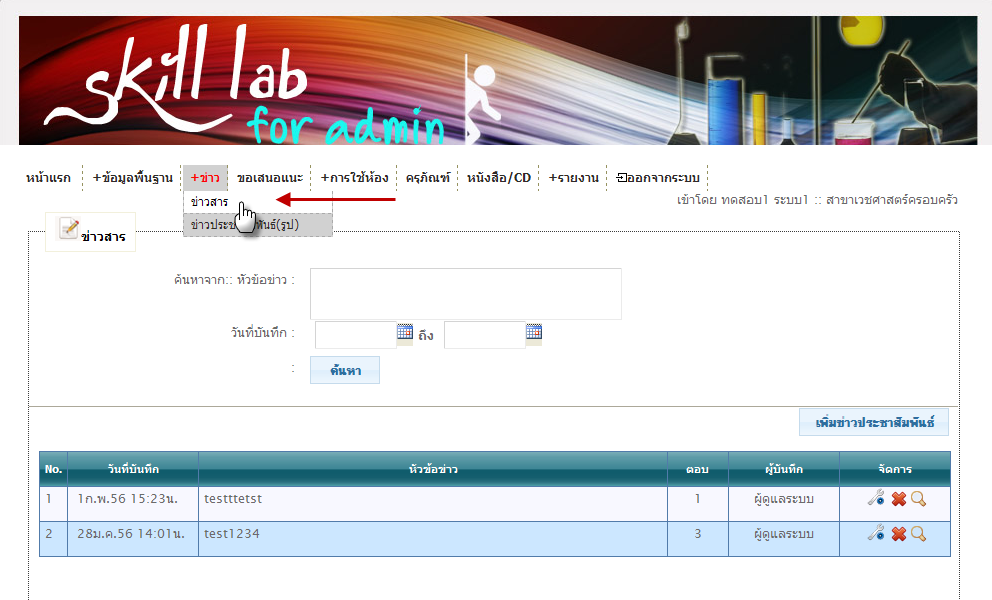 skill lab
for admin
หน้าแรก +ข้อมูลพื้นฐาน +ข่าว ขอเสนอแนะ +การใช้ห้อง ครุภัณฑ์ หนังสือ/CD +รายงาน ออกจากระบบ
ข่าวสาร
เข้าโดย ทดสอบ1 ระบบ1 :: สาขาเวชศาสตร์ครอบครัว
พันธ์(รูป)
ข่าวสาร
ค้นหาจาก:: หัวข้อข่าว :
วันที่บันทึก : ถึง
: ค้นหา
เพิ่มข่าวประชาสัมพันธ์
No. วันที่บันทึก หัวข้อข่าว ตอบ ผู้บันทึก จัดการ
1 1ก.พ.56 15:23น. testttetst 1 ผู้ดูแลระบบ
2 28ม.ค.56 14:01น. test1234 3 ผู้ดูแลระบบ